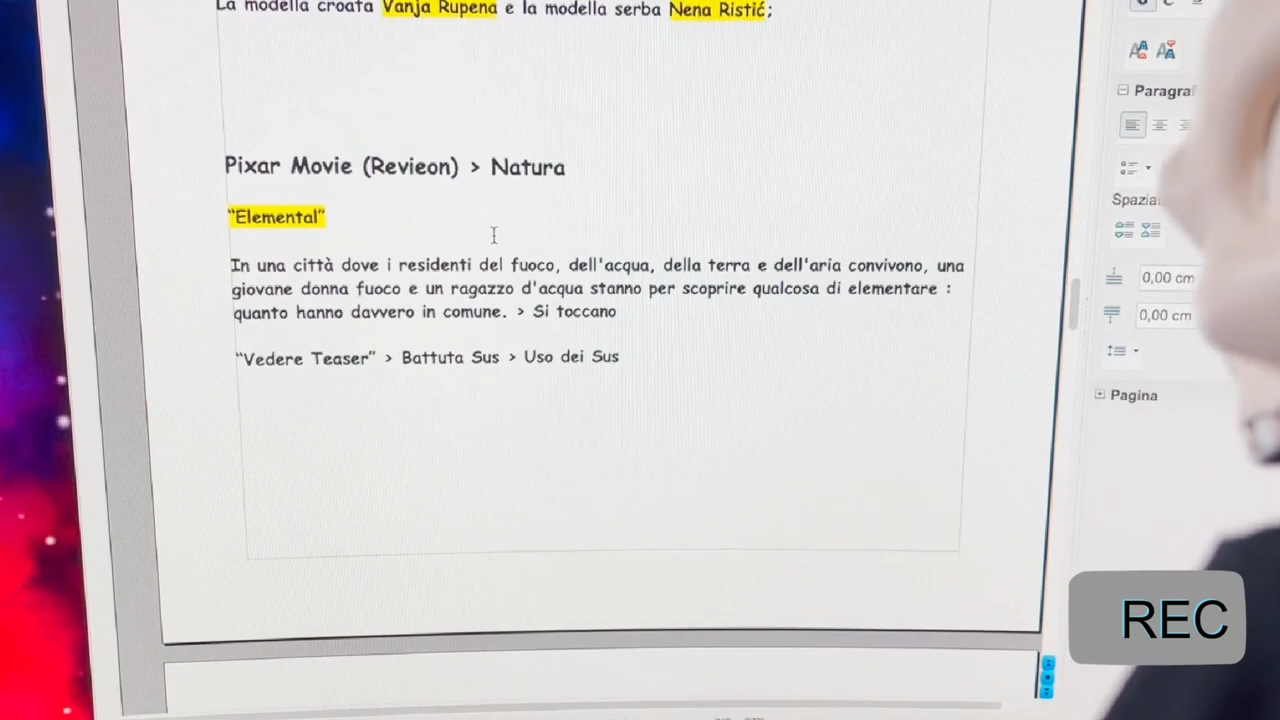 La modella croata Vanja Rupena e la modella serba Nena Ristić;
Pixar Movie (Revieon) > Natura
"Elemental"
In una città dove i residenti del fuoco, dell'acqua, della terra e dell'aria convivono, una
giovane donna fuoco e un ragazzo d'acqua stanno per scoprire qualcosa di elementare :
quanto hanno davvero in comune. > Si toccano
"Vedere Teaser" > Battuta Sus > Uso dei Sus
Paragraf
Spazia
0,00 cm
0,00 cm
Pagina
REC